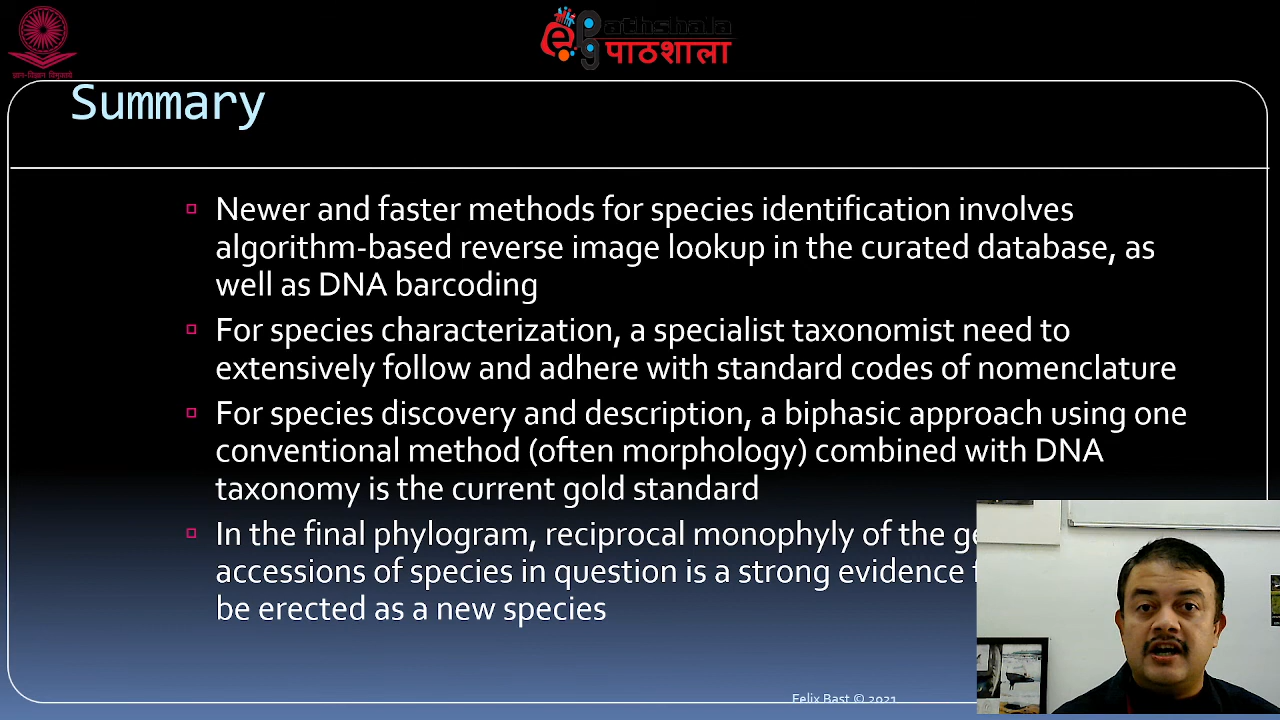 ज्ञान-विज्ञान विमुक्तये
Pathshala
पाठशाला
Summary
Newer and faster methods for species identification involves
algorithm-based reverse image lookup in the curated database, as
well as DNA barcoding
For species characterization, a specialist taxonomist need to
extensively follow and adhere with standard codes of nomenclature
For species discovery and description, a biphasic approach using one
conventional method (often morphology) combined with DNA
taxonomy is the current gold standard
In the final phylogram, reciprocal monophyly of the
accessions of species in question is a strong evidence
be erected as a new species
Felix Bast © 2021